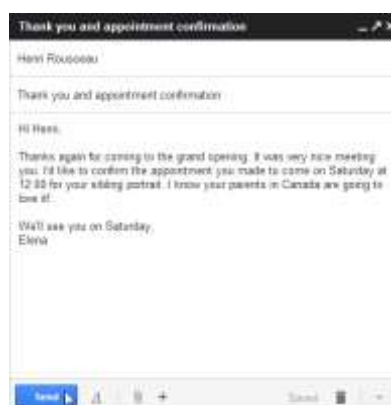 Thank you and appointment confirmation
Henri Rousseau
Thank you and appointment confirmation
Hi Henri,
Thanks again for coming to the grand opening. It was very nice meeting
you. I'd like to confirm the appointment you made to come on Saturday at
12:00 for your sibling portrait. I know your parents in Canada are going to
love it!
We'll see you on Saturday.
Elena
Send A Saved